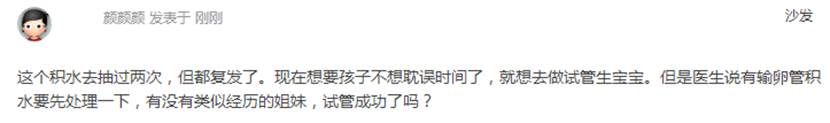 颜颜颜 发表于 刚刚 沙发
这个积水去抽过两次，但都复发了。现在想要孩子不想耽误时间了，就想去做试管生宝宝。但是医生说有输卵管积
水要先处理一下，有没有类似经历的姐妹，试管成功了吗？